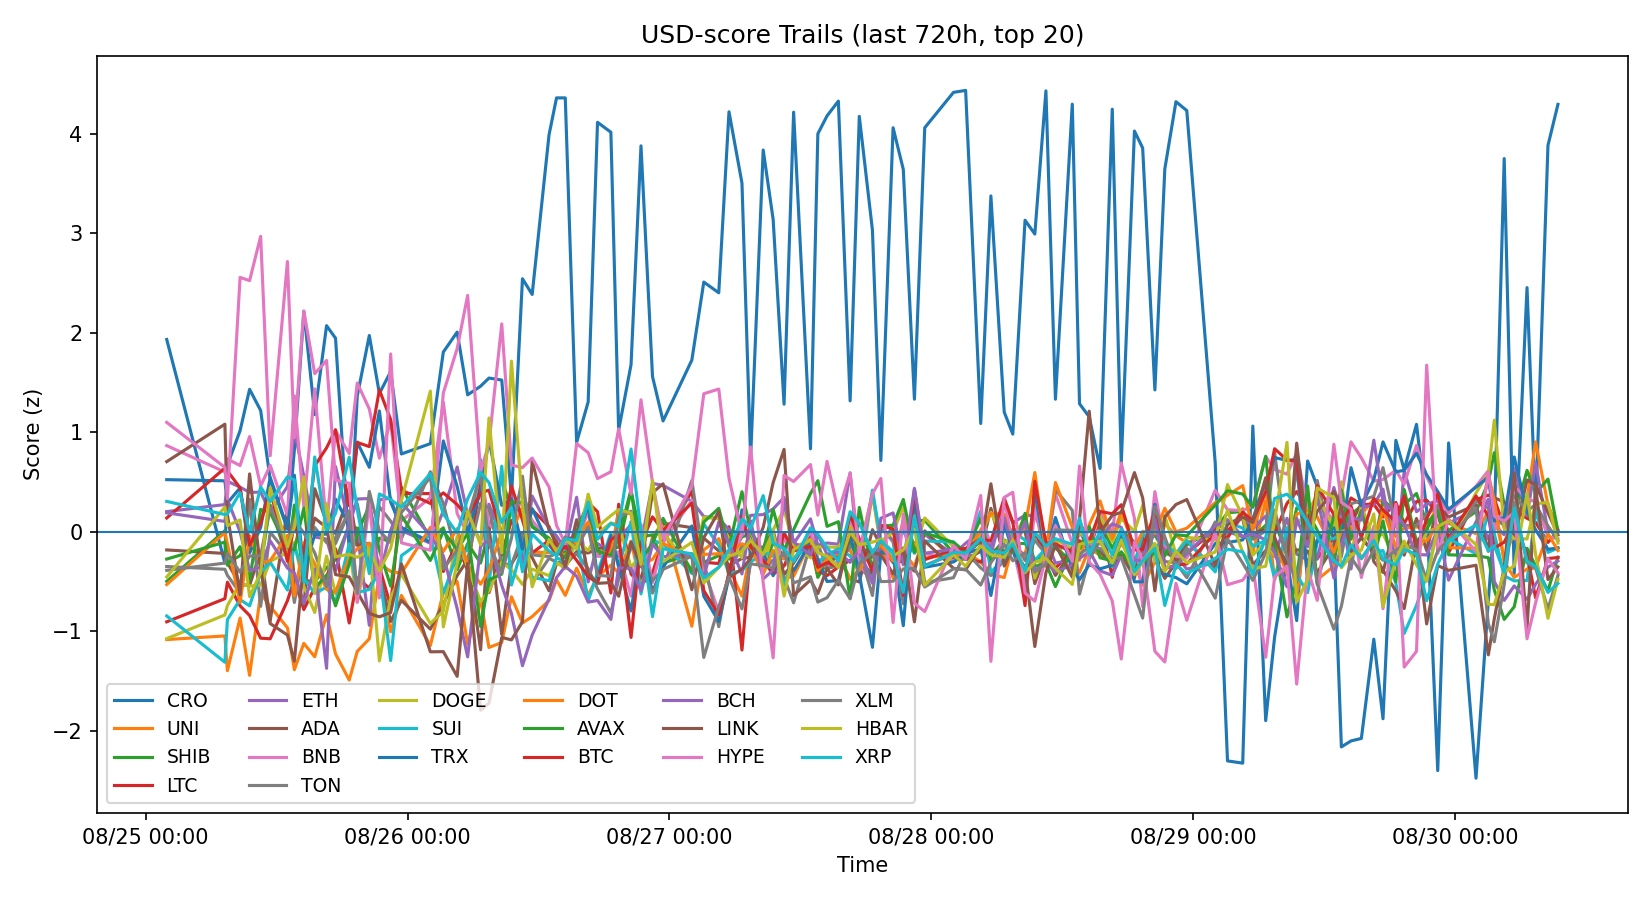 USD-score Trails (last 720h, top 20)
Score (z)
4
3
2
1
0
−1
−2
CRO ETH DOGE DOT BCH XLM
UNI ADA SUI AVAX LINK HBAR
SHIB BNB TRX BTC HYPE XRP
LTC TON
08/25 00:00 08/26 00:00 08/27 00:00 08/28 00:00 08/29 00:00 08/30 00:00
Time